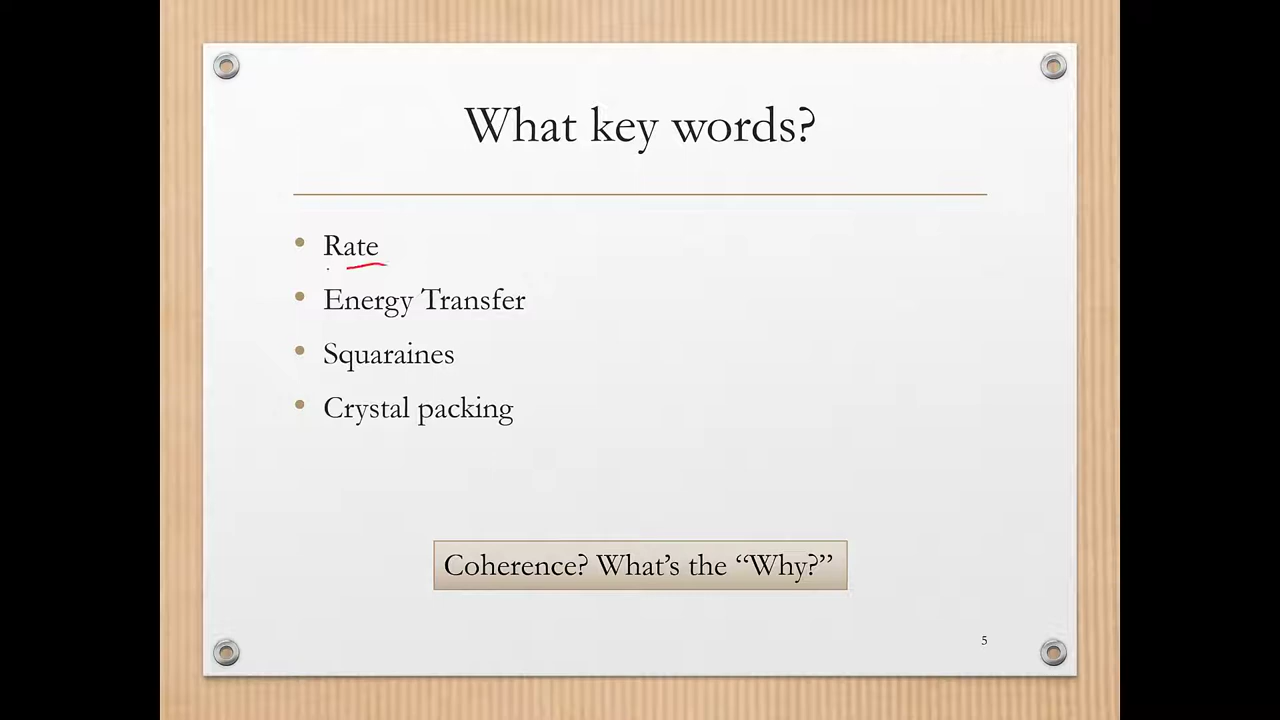 What key words?
• Rate
• Energy Transfer
• Squaraines
• Crystal packing
Coherence? What’s the “Why?”
5